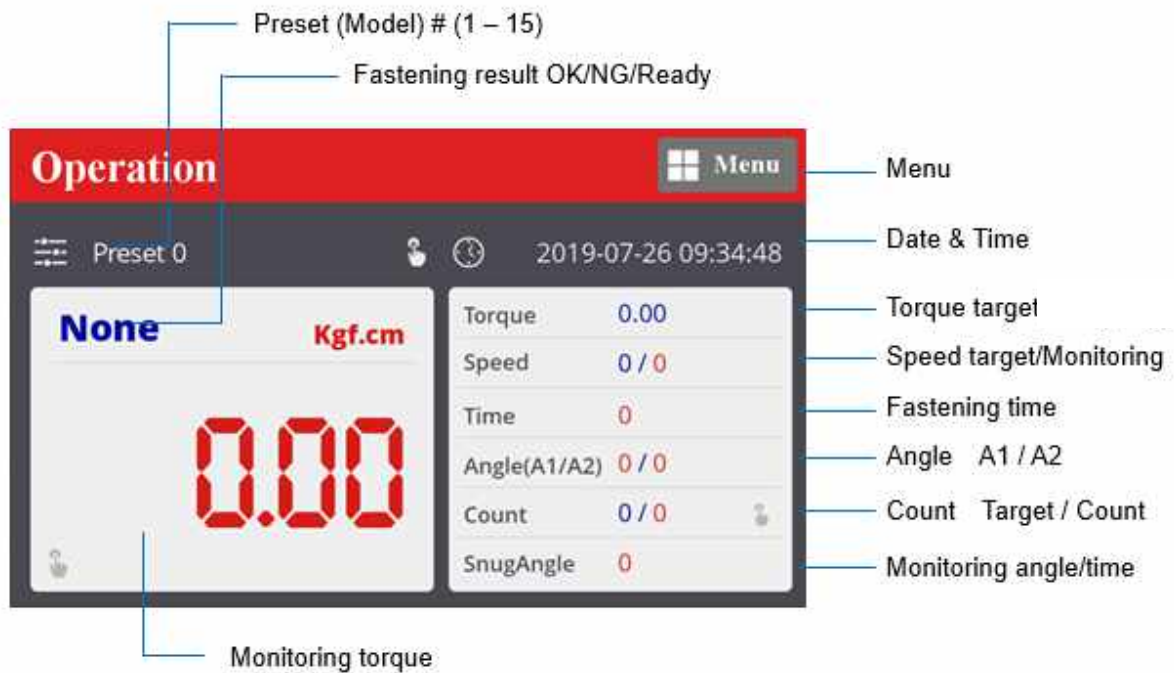 Preset (Model) # (1 – 15)
Fastening result OK/NG/Ready
Operation
Menu
Menu
Preset 0
2019-07-26 09:34:48
Date & Time
None
Kgf.cm
0.00
Torque 0.00
Torque target
Speed 0 / 0
Speed target/Monitoring
Time 0
Fastening time
Angle(A1/A2) 0 / 0
Angle A1 / A2
Count 0 / 0
Count Target / Count
SnugAngle 0
Monitoring angle/time
Monitoring torque